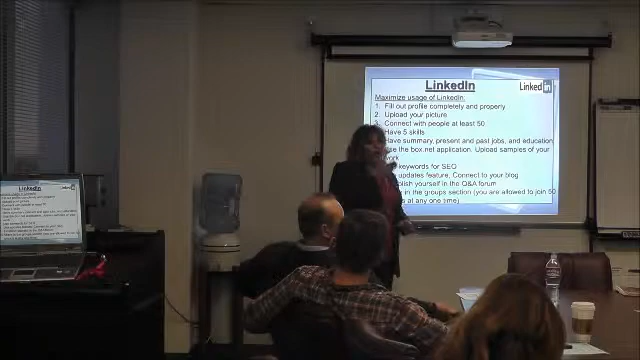 LinkedIn
Linked in
Maximize usage of LinkedIn:
1. Fill out profile completely and properly
2. Upload your picture
3. Connect with people at least 50
Have 5 skills
Have summary, present and past jobs, and education
use the box.net application. Upload samples of your
work
keywords for SEO
updates feature, Connect to your blog
yourself in the Q&A forum
in the groups section (you are allowed to join 50
at any one time)
LinkedIn